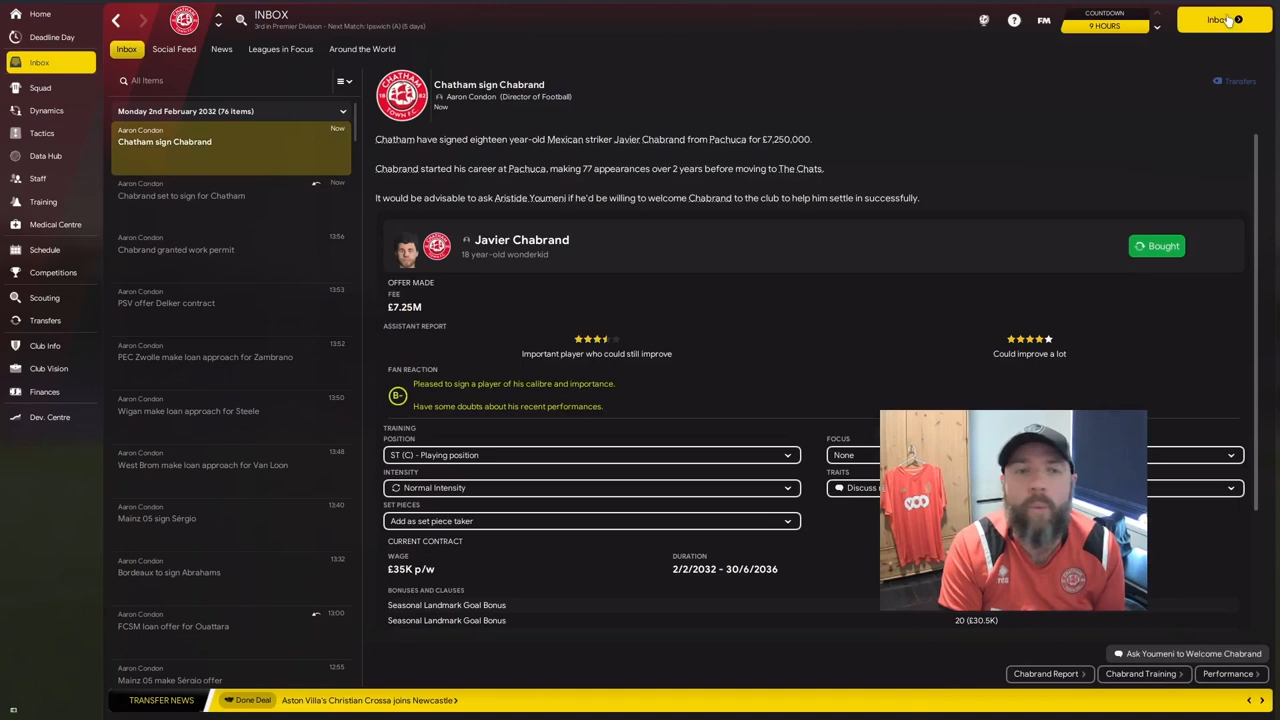 Home
Deadline Day
Inbox
Squad
Dynamics
Tactics
Data Hub
Staff
Training
Medical Centre
Schedule
Competitions
Scouting
Transfers
Club Info
Club Vision
Finances
Dev. Centre
INBOX
3rd in Premier Division - Next Match: Ipswich (A) (5 days)
FM
COUNTDOWN
9 HOURS
Inbox
Inbox
Social Feed
News
Leagues in Focus
Around the World
All Items
Monday 2nd February 2032 (76 items)
Aaron Condon
Now
Chatham sign Chabrand
Aaron Condon
Now
Chabrand set to sign for Chatham
Aaron Condon
13:56
Chabrand granted work permit
Aaron Condon
13:53
PSV offer Delker contract
Aaron Condon
13:52
PEC Zwolle make loan approach for Zambrano
Aaron Condon
13:50
Wigan make loan approach for Steele
Aaron Condon
13:48
West Brom make loan approach for Van Loon
Aaron Condon
13:40
Mainz 05 sign Sérgio
Aaron Condon
13:32
Bordeaux to sign Abrahams
Aaron Condon
13:00
FCSM loan offer for Ouattara
Aaron Condon
12:55
Mainz 05 make Sérgio offer
CHATHAM
18 82
TOWN F.C.
Chatham sign Chabrand
Aaron Condon (Director of Football)
Now
Transfers
Chatham have signed eighteen year-old Mexican striker Javier Chabrand from Pachuca for £7,250,000.
Chabrand started his career at Pachuca, making 77 appearances over 2 years before moving to The Chats.
It would be advisable to ask Aristide Youmeni if he'd be willing to welcome Chabrand to the club to help him settle in successfully.
Javier Chabrand
18 year-old wonderkid
Bought
OFFER MADE
FEE
£7.25M
ASSISTANT REPORT
Important player who could still improve
Could improve a lot
FAN REACTION
B-
Pleased to sign a player of his calibre and importance.
Have some doubts about his recent performances.
TRAINING
POSITION
ST (C) - Playing position
FOCUS
None
INTENSITY
Normal Intensity
TRAITS
Discuss
SET PIECES
Add as set piece taker
CURRENT CONTRACT
WAGE
£35K p/w
DURATION
2/2/2032 - 30/6/2036
BONUSES AND CLAUSES
Seasonal Landmark Goal Bonus
Seasonal Landmark Goal Bonus
20 (£30.5K)
Ask Youmeni to Welcome Chabrand
Chabrand Report
Chabrand Training
Performance
TRANSFER NEWS
Done Deal
Aston Villa's Christian Crossa joins Newcastle